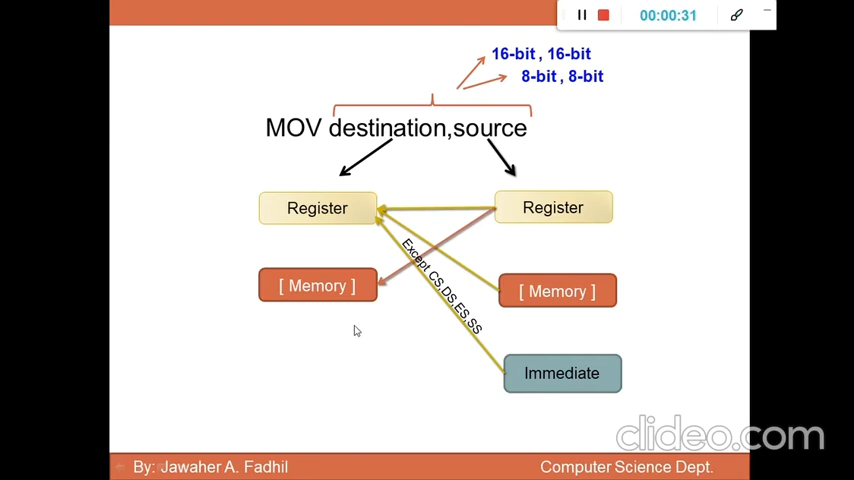 00:00:31
16-bit , 16-bit
8-bit , 8-bit
MOV destination,source
Register
Register
Except CS,DS,ES,SS
[ Memory ]
[ Memory ]
Immediate
clideo.com
By: Jawaher A. Fadhil
Computer Science Dept.